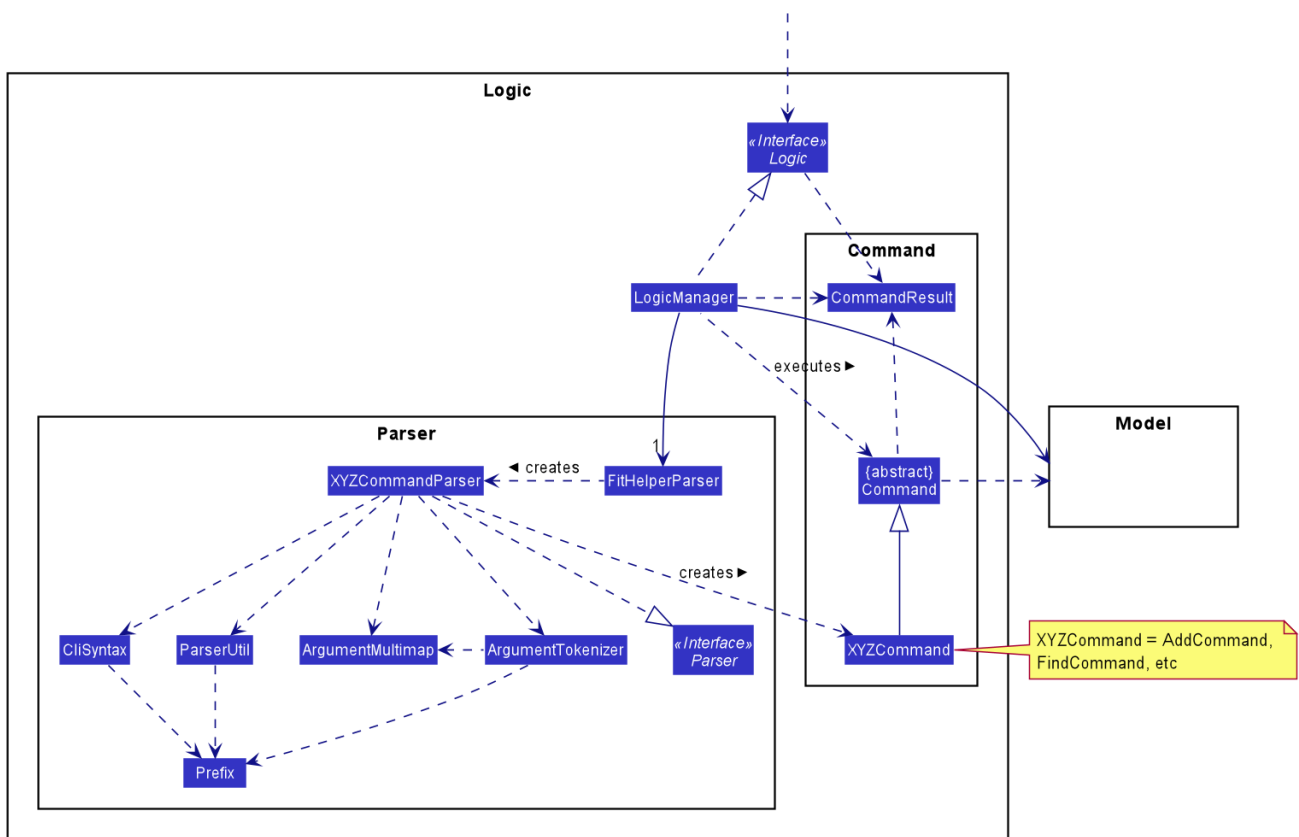 Logic
«Interface»
Logic
Command
LogicManager
CommandResult
executes ►
Model
Parser
1
◄ creates
XYZCommandParser
FitHelperParser
{abstract}
Command
creates ►
CliSyntax
ParserUtil
ArgumentMultimap
ArgumentTokenizer
«Interface»
Parser
XYZCommand
XYZCommand = AddCommand,
FindCommand, etc
Prefix